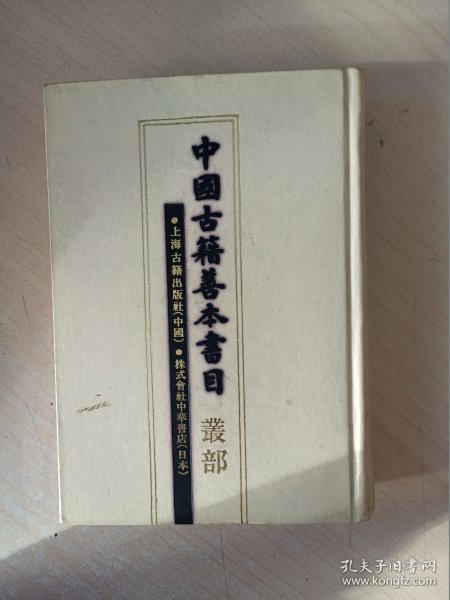 中國古籍善本書目
叢部
上海古籍出版社(中國)
株式會社中華書店(日本)
孔夫子旧书网
www.kongfz.com